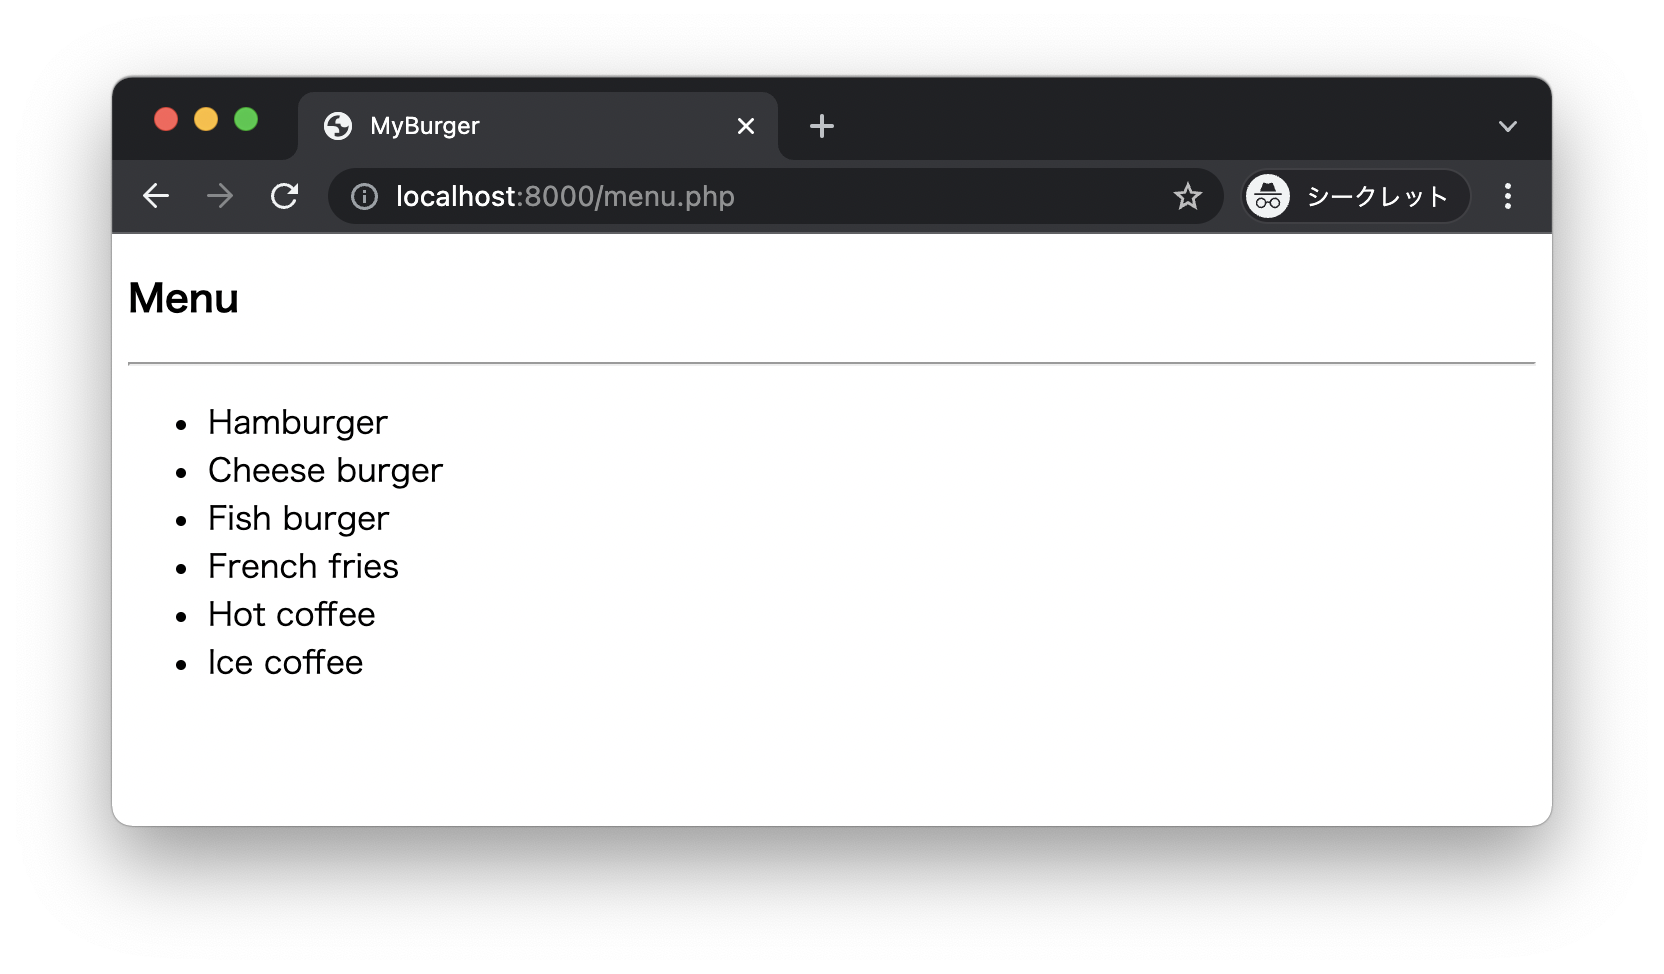 MyBurger
localhost:8000/menu.php
シークレット
Menu
Hamburger
Cheese burger
Fish burger
French fries
Hot coffee
Ice coffee